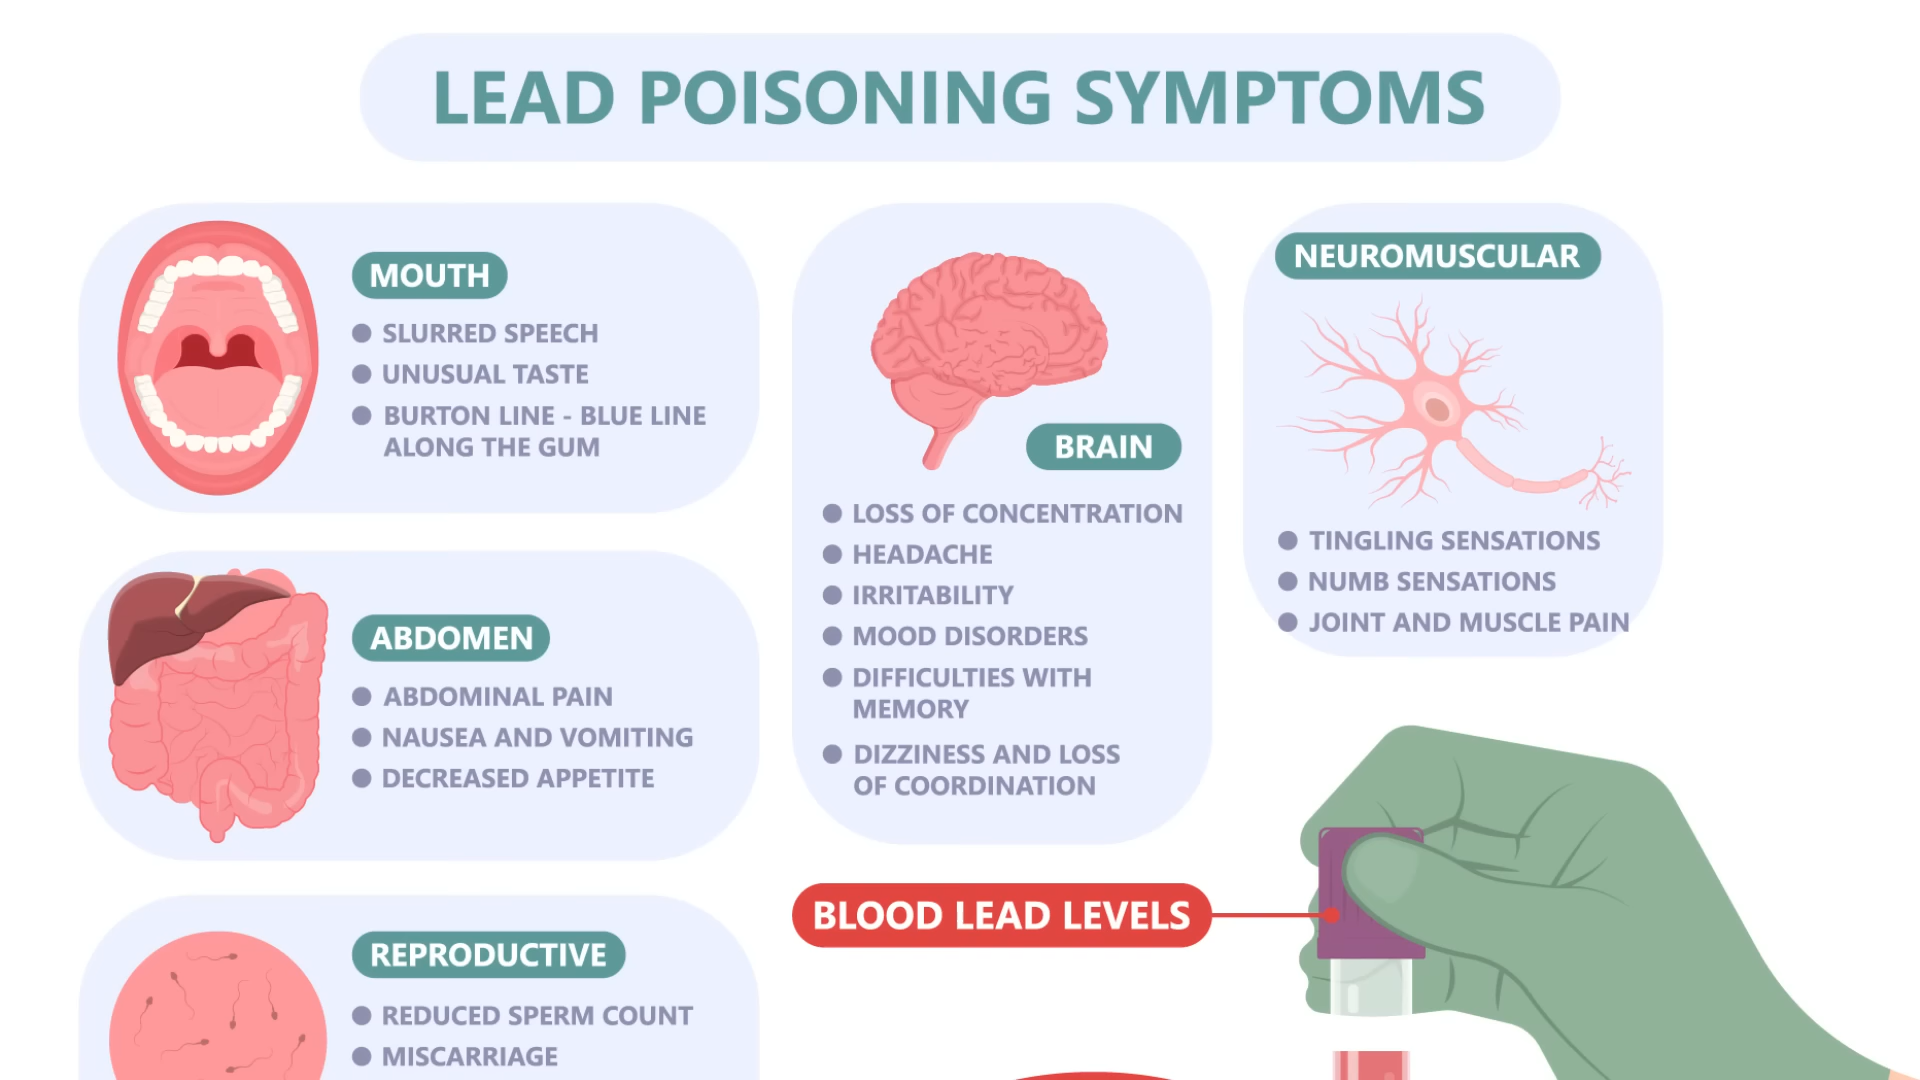 LEAD POISONING SYMPTOMS
MOUTH
SLURRED SPEECH
UNUSUAL TASTE
BURTON LINE - BLUE LINE
ALONG THE GUM
ABDOMEN
ABDOMINAL PAIN
NAUSEA AND VOMITING
DECREASED APPETITE
REPRODUCTIVE
REDUCED SPERM COUNT
MISCARRIAGE
BRAIN
LOSS OF CONCENTRATION
HEADACHE
IRRITABILITY
MOOD DISORDERS
DIFFICULTIES WITH
MEMORY
DIZZINESS AND LOSS
OF COORDINATION
NEUROMUSCULAR
TINGLING SENSATIONS
NUMB SENSATIONS
JOINT AND MUSCLE PAIN
BLOOD LEAD LEVELS